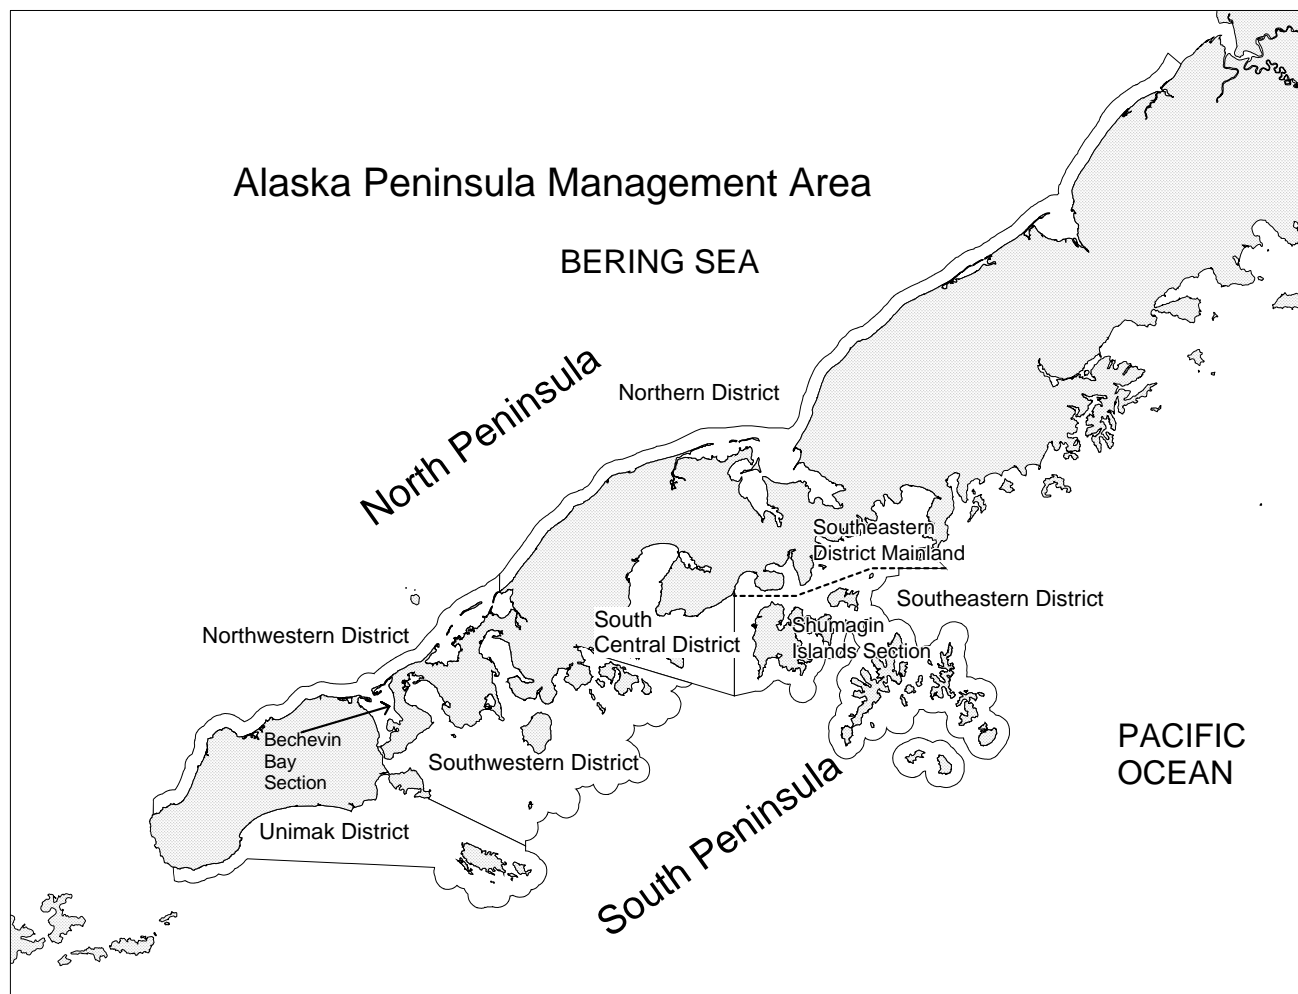 Alaska Peninsula Management Area
BERING SEA
North Peninsula
Northern District
Southeastern
District Mainland
Southeastern District
South
Central District
Shumagin
Islands Section
Northwestern District
Bechevin
Bay
Section
Southwestern District
Unimak District
South Peninsula
PACIFIC
OCEAN